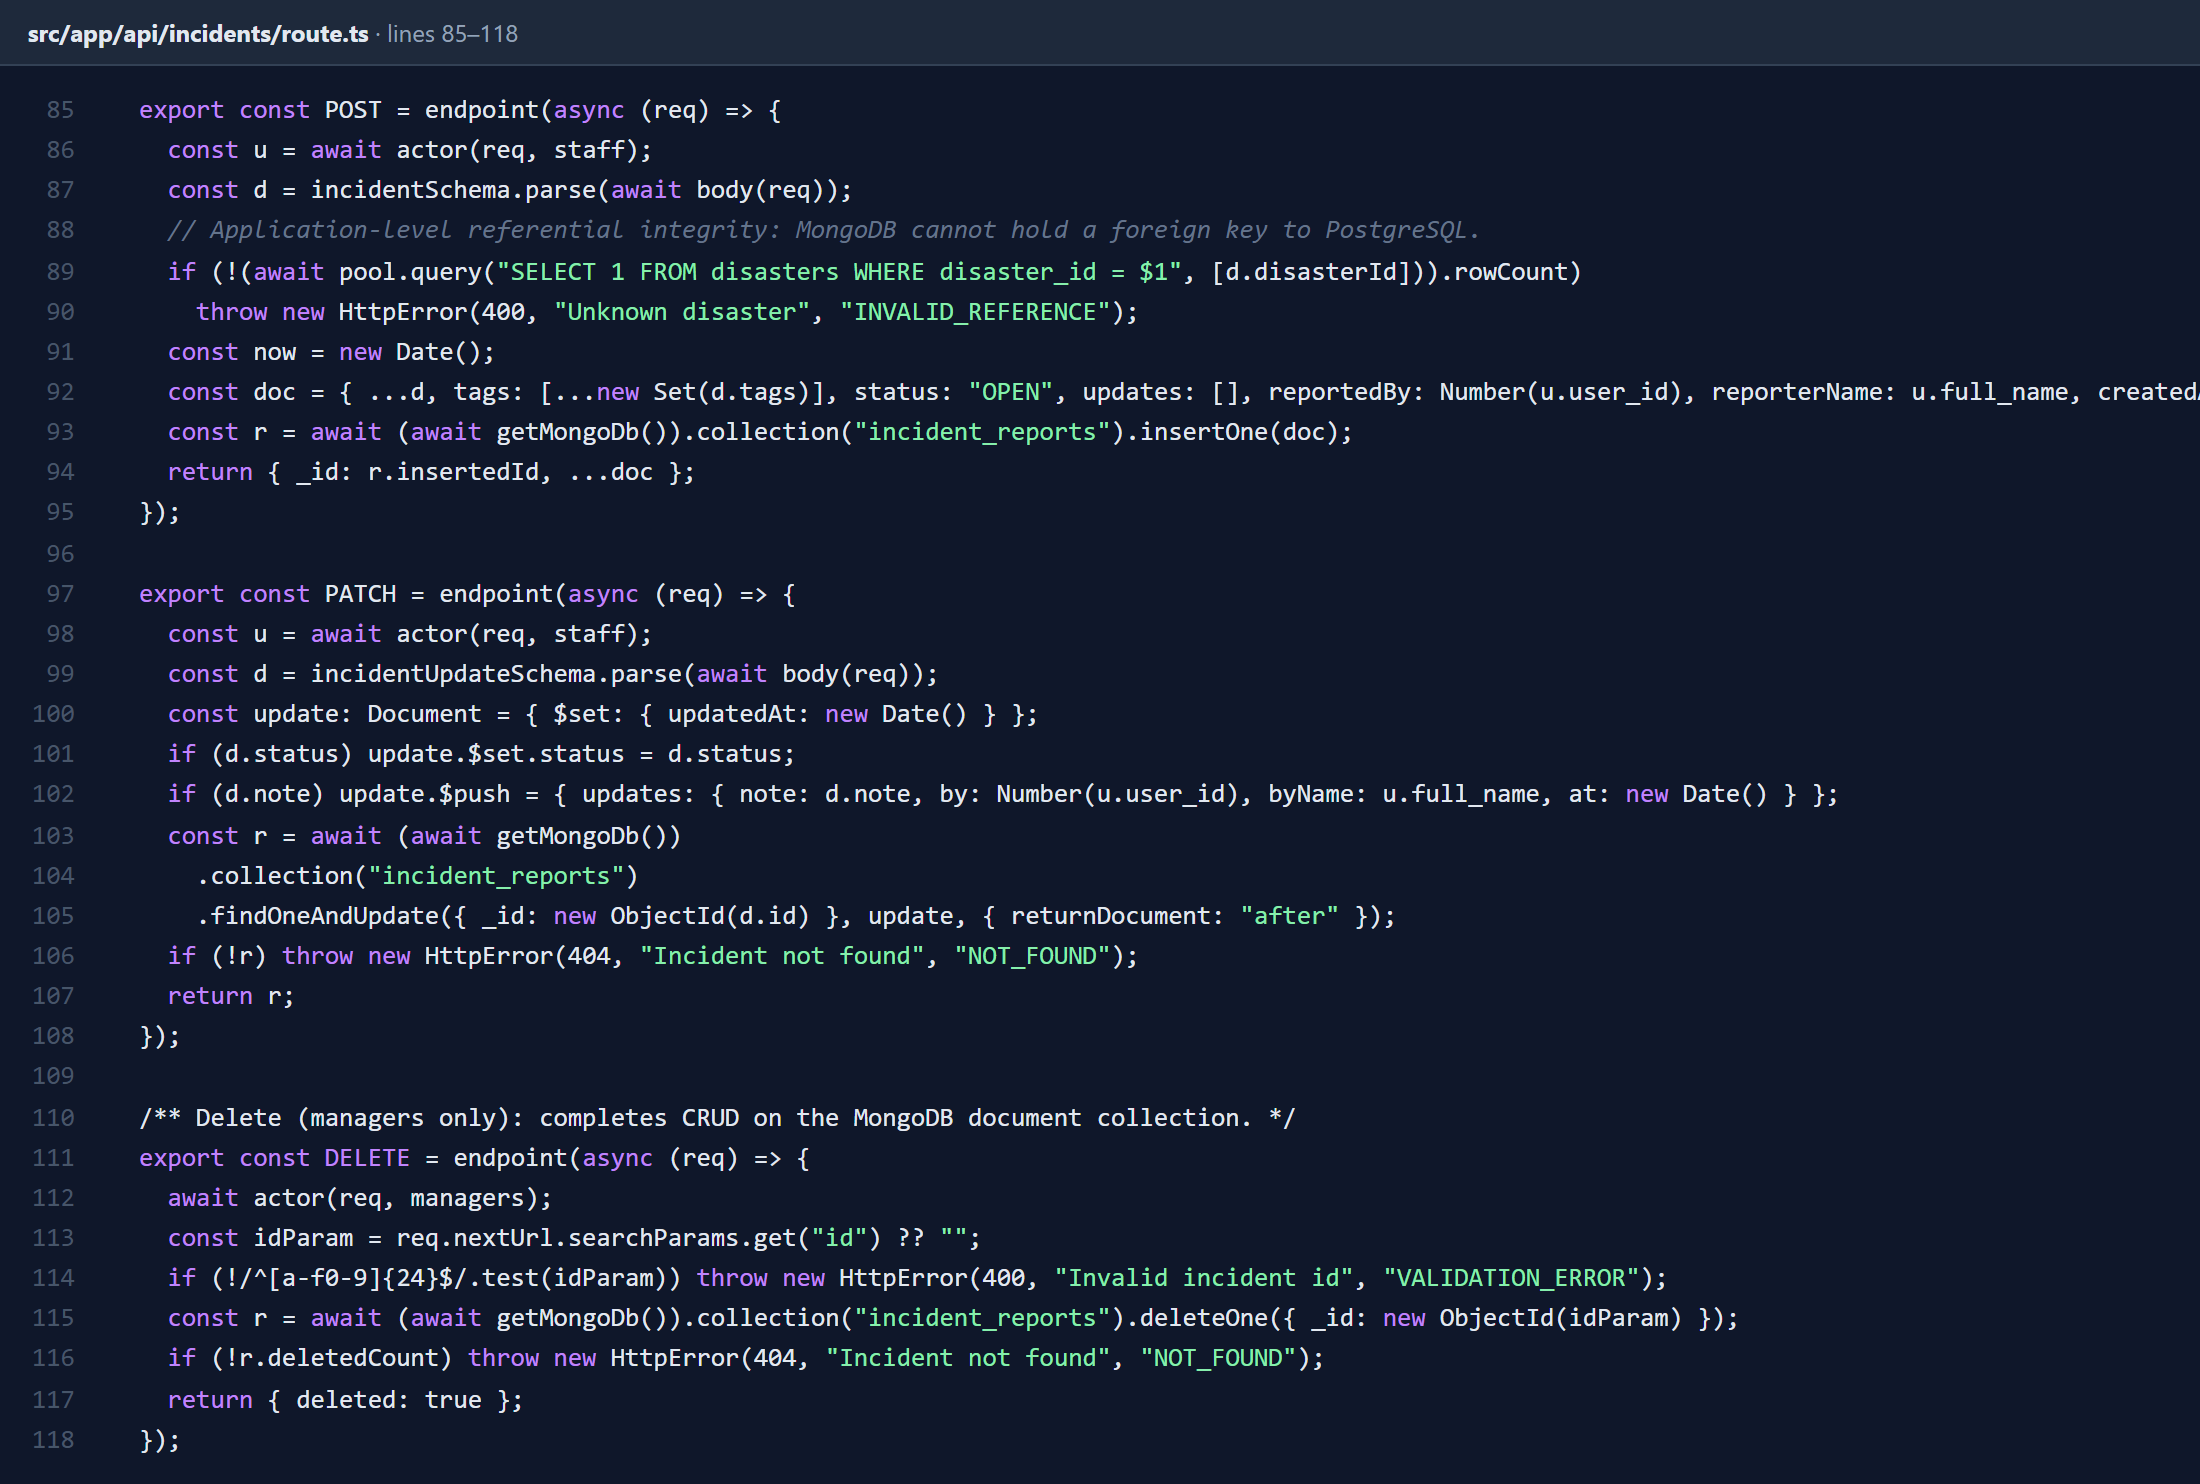 src/app/api/incidents/route.ts · lines 85–118
85 export const POST = endpoint(async (req) => {
86   const u = await actor(req, staff);
87   const d = incidentSchema.parse(await body(req));
88   // Application-level referential integrity: MongoDB cannot hold a foreign key to PostgreSQL.
89   if (!(await pool.query("SELECT 1 FROM disasters WHERE disaster_id = $1", [d.disasterId])).rowCount)
90     throw new HttpError(400, "Unknown disaster", "INVALID_REFERENCE");
91   const now = new Date();
92   const doc = { ...d, tags: [...new Set(d.tags)], status: "OPEN", updates: [], reportedBy: Number(u.user_id), reporterName: u.full_name, created
93   const r = await (await getMongoDb()).collection("incident_reports").insertOne(doc);
94   return { _id: r.insertedId, ...doc };
95 });
96
97 export const PATCH = endpoint(async (req) => {
98   const u = await actor(req, staff);
99   const d = incidentUpdateSchema.parse(await body(req));
100   const update: Document = { $set: { updatedAt: new Date() } };
101   if (d.status) update.$set.status = d.status;
102   if (d.note) update.$push = { updates: { note: d.note, by: Number(u.user_id), byName: u.full_name, at: new Date() } };
103   const r = await (await getMongoDb())
104     .collection("incident_reports")
105     .findOneAndUpdate({ _id: new ObjectId(d.id) }, update, { returnDocument: "after" });
106   if (!r) throw new HttpError(404, "Incident not found", "NOT_FOUND");
107   return r;
108 });
109
110 /** Delete (managers only): completes CRUD on the MongoDB document collection. */
111 export const DELETE = endpoint(async (req) => {
112   await actor(req, managers);
113   const idParam = req.nextUrl.searchParams.get("id") ?? "";
114   if (!/^[a-f0-9]{24}$/.test(idParam)) throw new HttpError(400, "Invalid incident id", "VALIDATION_ERROR");
115   const r = await (await getMongoDb()).collection("incident_reports").deleteOne({ _id: new ObjectId(idParam) });
116   if (!r.deletedCount) throw new HttpError(404, "Incident not found", "NOT_FOUND");
117   return { deleted: true };
118 });